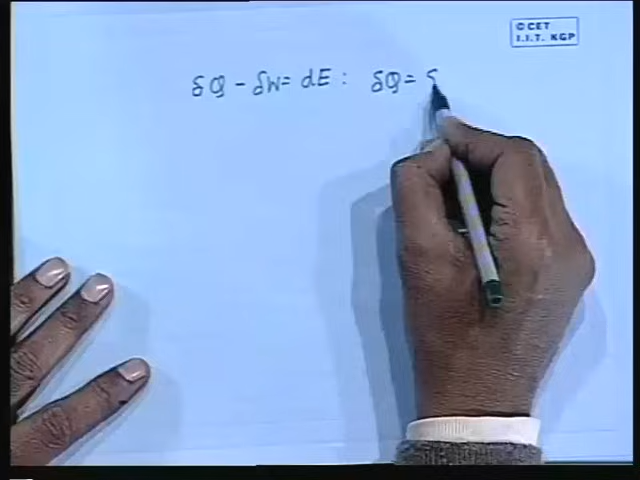 © CET
I.I.T. KGP
δQ - δW = dE : δQ =